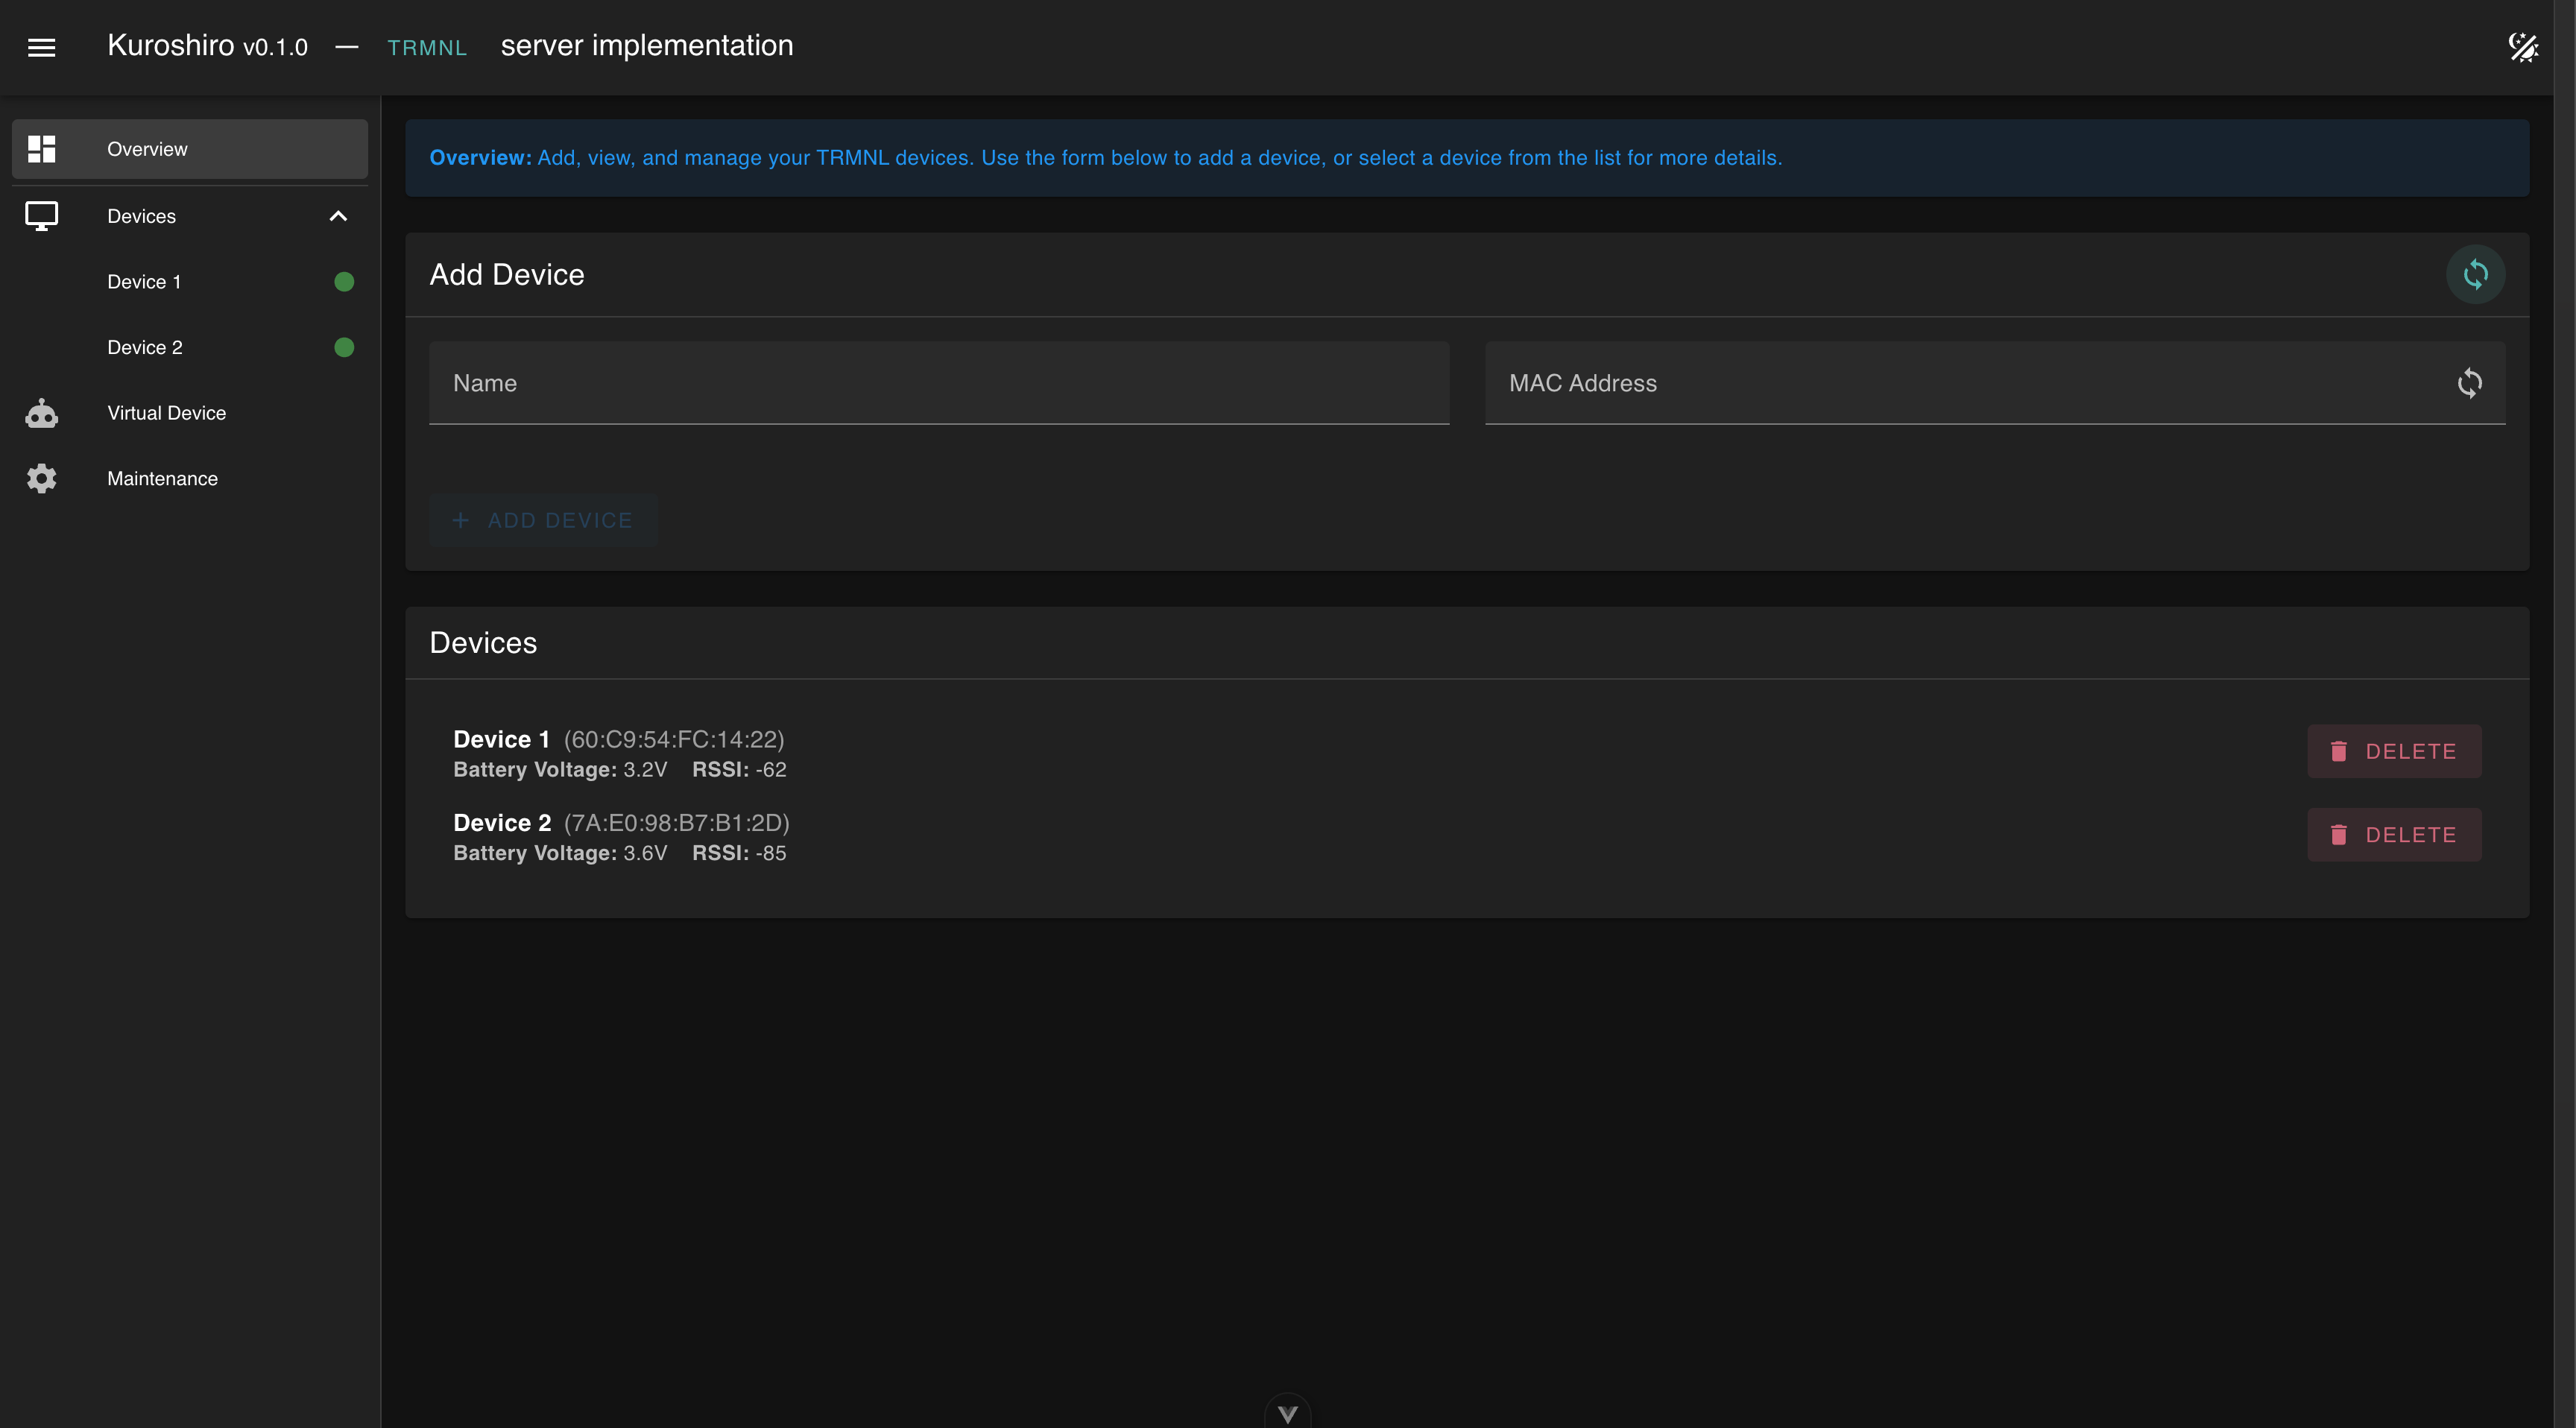 Kuroshiro v0.1.0 — TRMNL server implementation
Overview
Devices
Device 1
Device 2
Virtual Device
Maintenance
Overview: Add, view, and manage your TRMNL devices. Use the form below to add a device, or select a device from the list for more details.
Add Device
Name
MAC Address
+ ADD DEVICE
Devices
Device 1 (60:C9:54:FC:14:22)
Battery Voltage: 3.2V RSSI: -62
DELETE
Device 2 (7A:E0:98:B7:B1:2D)
Battery Voltage: 3.6V RSSI: -85
DELETE